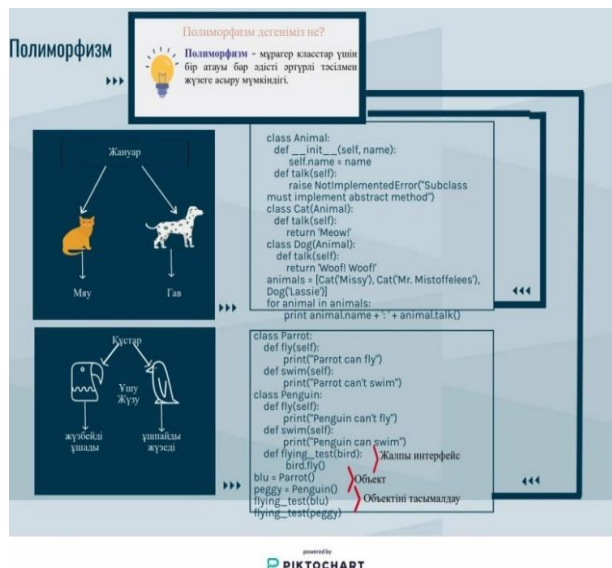 Полиморфизм
Полиморфизм дегеніміз не?
Полиморфизм - мұрагер класстар үшін
бір атауы бар әдісті әртүрлі тәсілмен
жүзеге асыру мүмкіндігі.
Жануар
Мяу
Гав
class Animal:
def __init__(self, name):
self.name = name
def talk(self):
raise NotImplementedError("Subclass
must implement abstract method")
class Cat(Animal):
def talk(self):
return 'Meow!'
class Dog(Animal):
def talk(self):
return 'Woof! Woof!'
animals = [Cat('Missy'), Cat('Mr. Mistoffelees'),
Dog('Lassie')]
for animal in animals:
print animal.name + ': ' + animal.talk()
Құстар
Ұшу
Жүзу
жүзбейді
ұшады
ұшпайды
жүзеді
class Parrot:
def fly(self):
print("Parrot can fly")
def swim(self):
print("Parrot can't swim")
class Penguin:
def fly(self):
print("Penguin can't fly")
def swim(self):
print("Penguin can swim")
def flying_test(bird):
bird.fly()
Жалпы интерфейс
blu = Parrot()
peggy = Penguin()
Объект
flying_test(blu)
flying_test(peggy)
Объектіні тасымалдау
powered by
PIKTOCHART